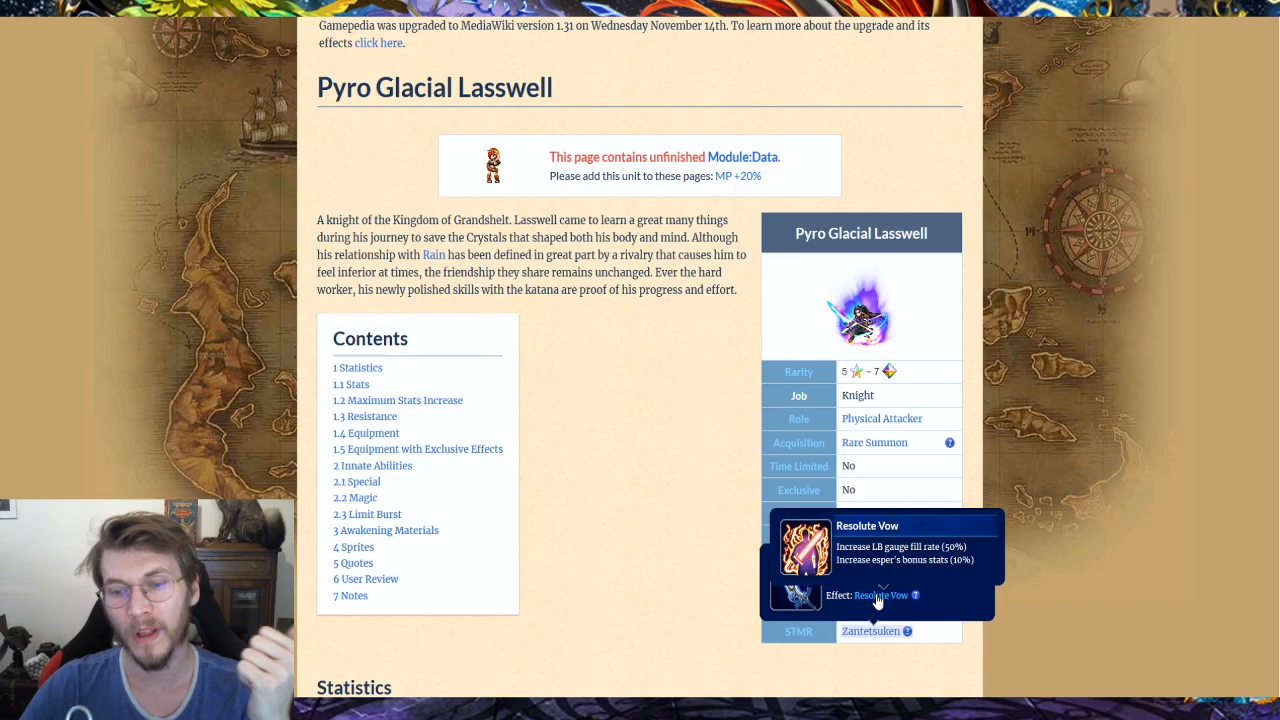 Gamepedia was upgraded to MediaWiki version 1.31 on Wednesday November 14th. To learn more about the upgrade and its
effects click here.
Pyro Glacial Lasswell
This page contains unfinished Module:Data.
Please add this unit to these pages: MP +20%
A knight of the Kingdom of Grandshelt. Lasswell came to learn a great many things
during his journey to save the Crystals that shaped both his body and mind. Although
his relationship with Rain has been defined in great part by a rivalry that causes him to
feel inferior at times, the friendship they share remains unchanged. Ever the hard
worker, his newly polished skills with the katana are proof of his progress and effort.
Contents
1 Statistics
1.1 Stats
1.2 Maximum Stats Increase
1.3 Resistance
1.4 Equipment
1.5 Equipment with Exclusive Effects
2 Innate Abilities
2.1 Special
2.2 Magic
2.3 Limit Burst
3 Awakening Materials
4 Sprites
5 Quotes
6 User Review
7 Notes
Pyro Glacial Lasswell
Rarity 5 - 7
Job Knight
Role Physical Attacker
Acquisition Rare Summon ?
Time Limited No
Exclusive No
Resolute Vow
Increase LB gauge fill rate (50%)
Increase esper's bonus stats (10%)
Effect: Resolute Vow ?
STMR Zantetsuken ?
Statistics